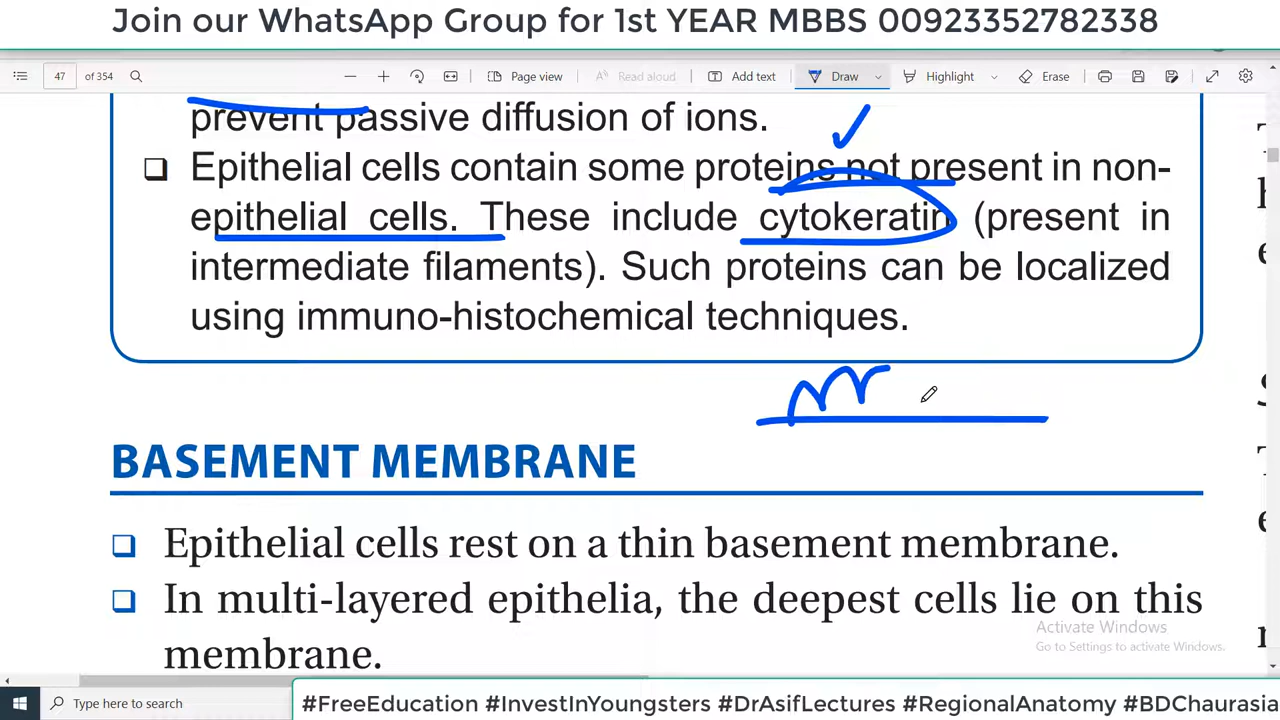 Join our WhatsApp Group for 1st YEAR MBBS 00923352782338
47 of 354 Page view Read aloud Add text Draw Highlight Erase
prevent passive diffusion of ions.
❑ Epithelial cells contain some proteins not present in non-
epithelial cells. These include cytokeratin (present in
intermediate filaments). Such proteins can be localized
using immuno-histochemical techniques.
BASEMENT MEMBRANE
❑ Epithelial cells rest on a thin basement membrane.
❑ In multi-layered epithelia, the deepest cells lie on this
membrane.
Activate Windows
Go to Settings to activate Windows.
Type here to search
#FreeEducation #InvestInYoungsters #DrAsifLectures #RegionalAnatomy #BDChaurasia